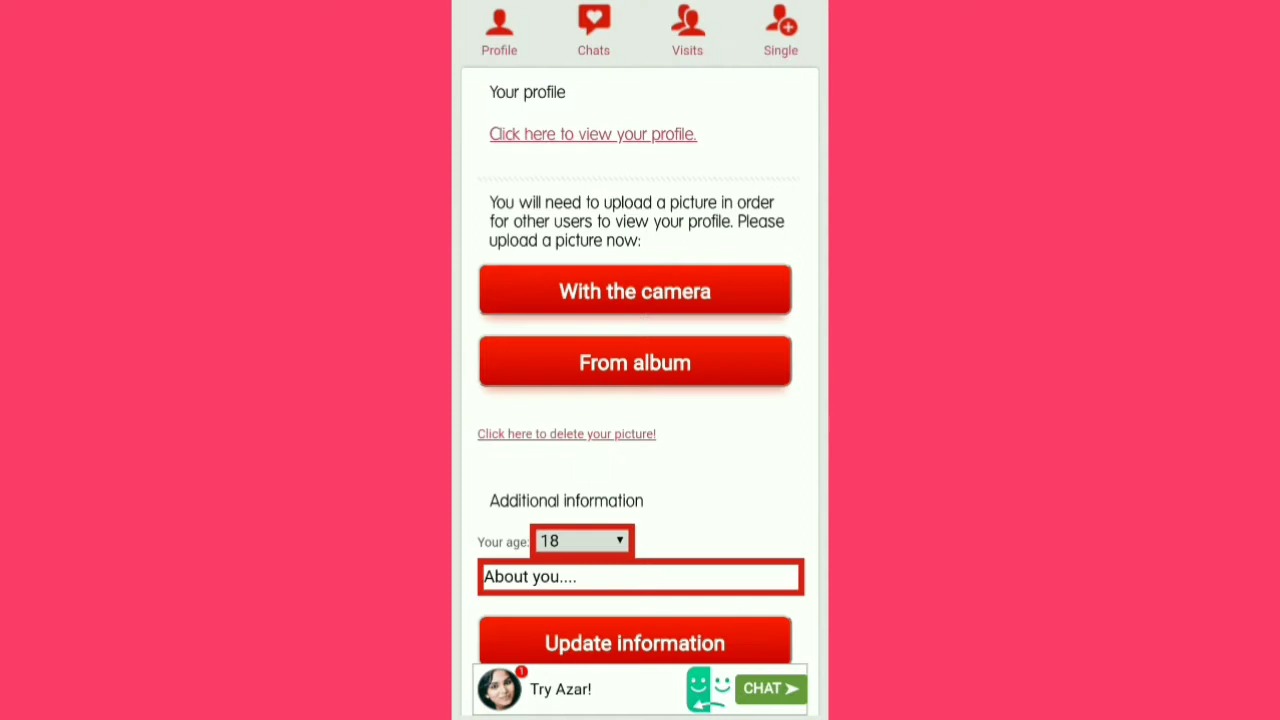 Profile
Chats
Visits
Single
Your profile
Click here to view your profile.
You will need to upload a picture in order
for other users to view your profile. Please
upload a picture now:
With the camera
From album
Click here to delete your picture!
Additional information
Your age: 18
About you....
Update information
1
Try Azar!
CHAT